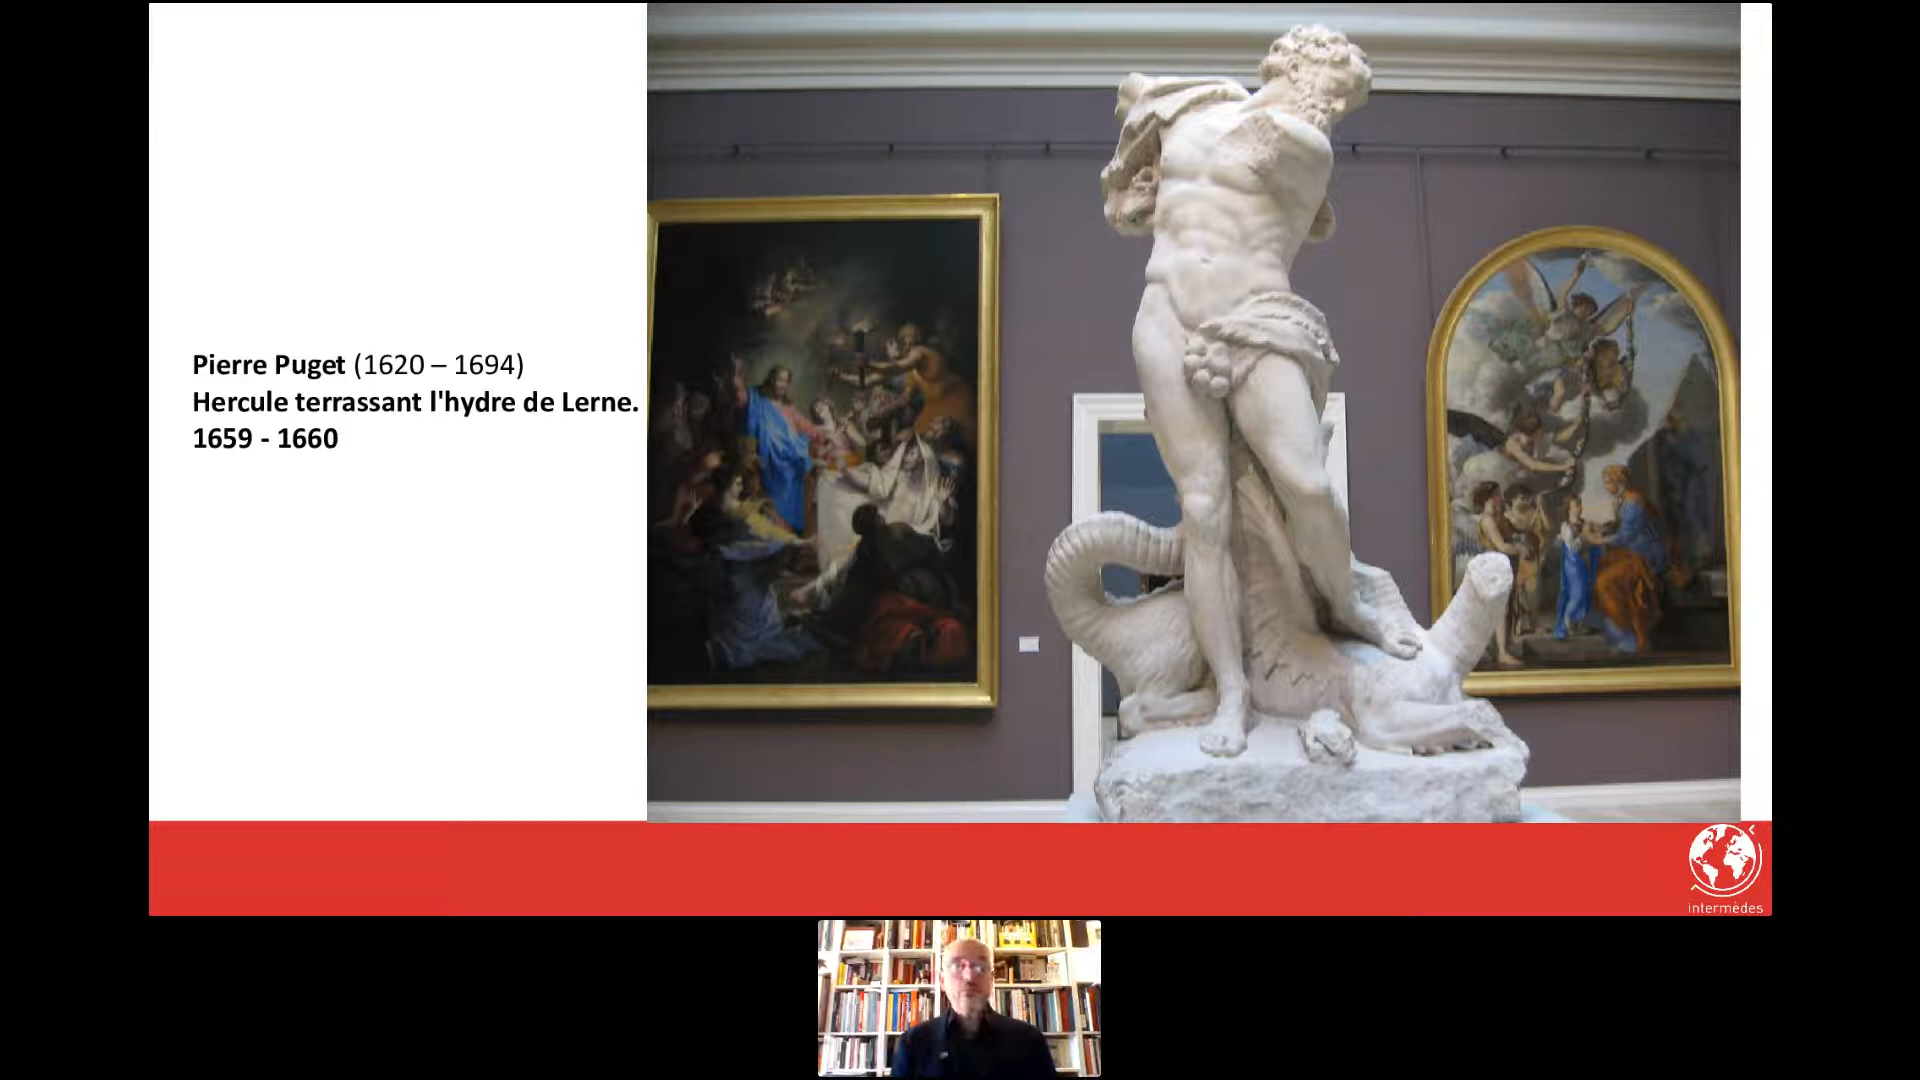 Pierre Puget (1620 – 1694)
Hercule terrassant l'hydre de Lerne.
1659 - 1660
intermèdes